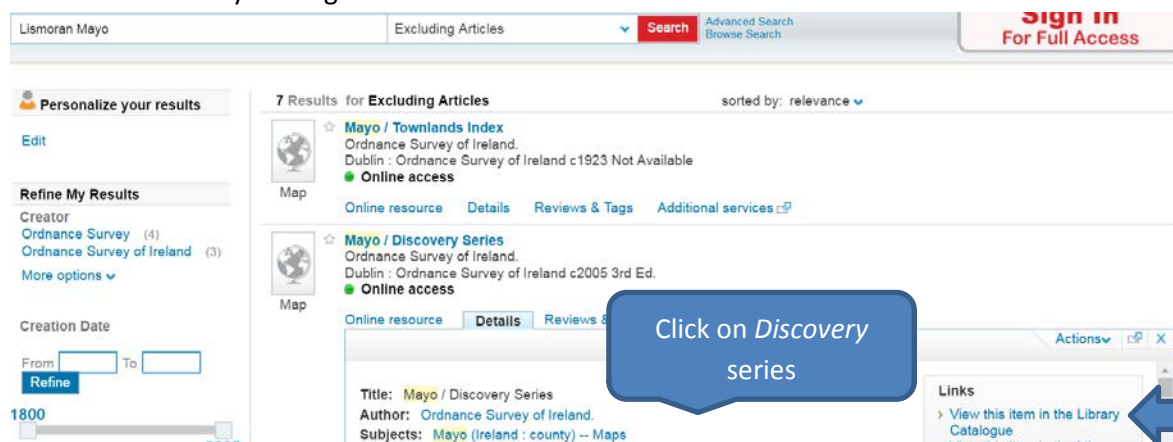 Lismoran Mayo
Excluding Articles
Search
Advanced Search
Browse Search
Sign In
For Full Access
Personalize your results
Edit
Refine My Results
Creator
Ordnance Survey (4)
Ordnance Survey of Ireland (3)
More options
Creation Date
From To
Refine
1800
7 Results for Excluding Articles
sorted by: relevance
Mayo / Townlands Index
Ordnance Survey of Ireland.
Dublin : Ordnance Survey of Ireland c1923 Not Available
Online access
Map
Online resource Details Reviews & Tags Additional services
Mayo / Discovery Series
Ordnance Survey of Ireland.
Dublin : Ordnance Survey of Ireland c2005 3rd Ed.
Online access
Map
Online resource Details Reviews &
Click on Discovery
series
Actions
X
Title: Mayo / Discovery Series
Author: Ordnance Survey of Ireland.
Subjects: Mayo (Ireland : county) -- Maps
Links
View this item in the Library
Catalogue